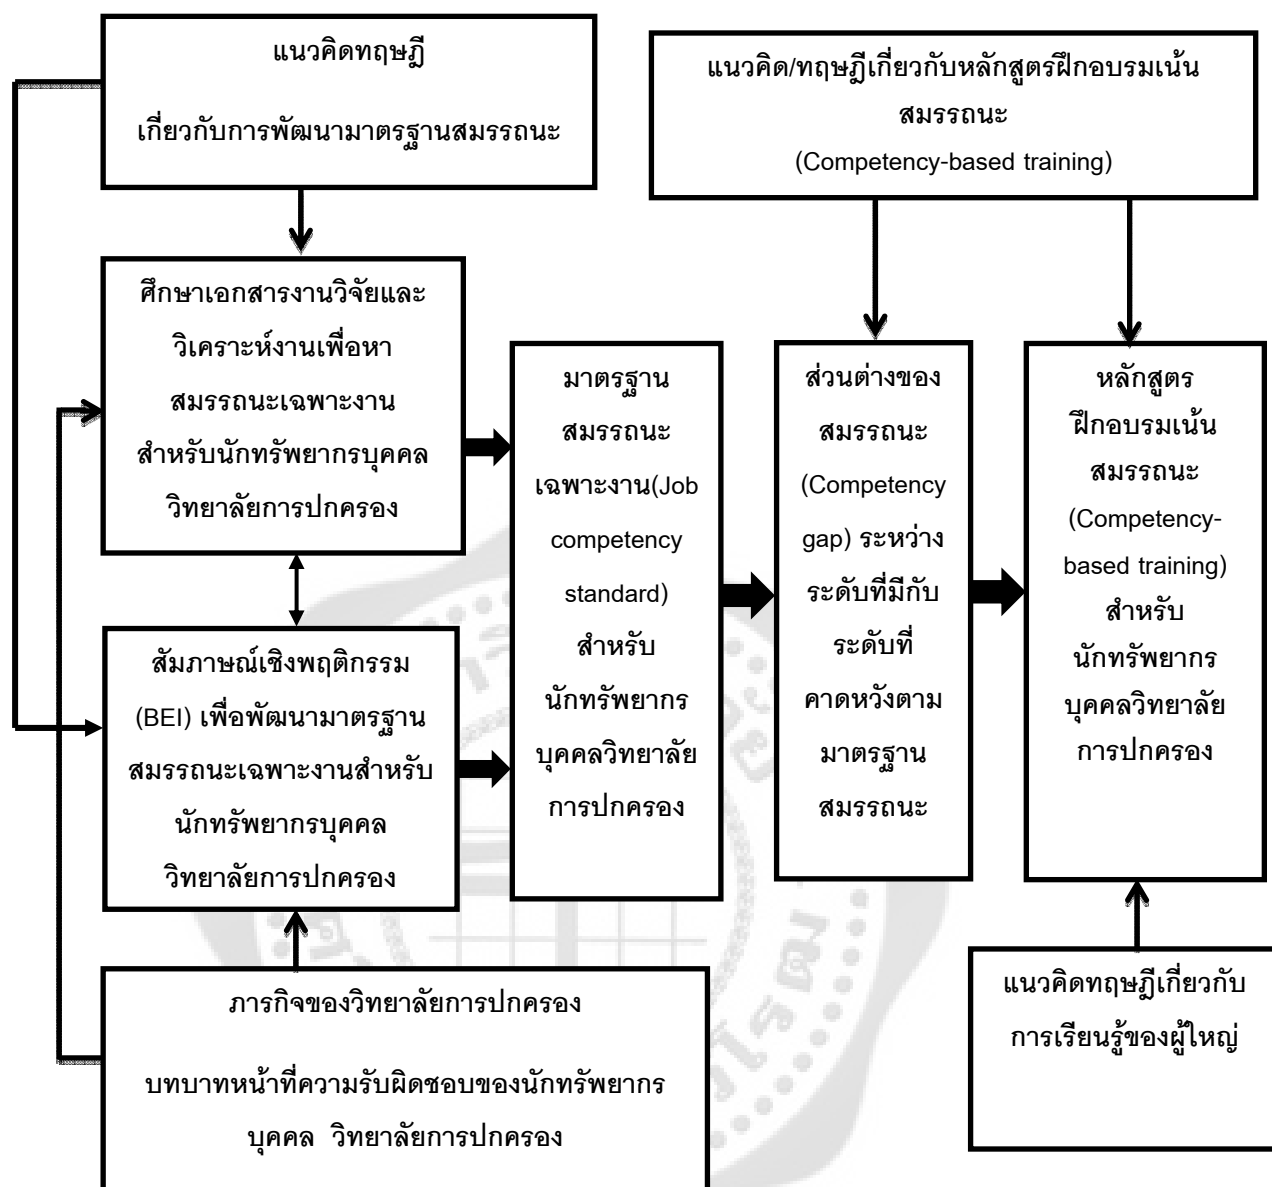 แนวคิดทฤษฎี
เกี่ยวกับการพัฒนามาตรฐานสมรรถนะ
แนวคิด/ทฤษฎีเกี่ยวกับหลักสูตรฝึกอบรมเน้น
สมรรถนะ
(Competency-based training)
ศึกษาเอกสารงานวิจัยและ
วิเคราะห์งานเพื่อหา
สมรรถนะเฉพาะงาน
สำหรับนักทรัพยากรบุคคล
วิทยาลัยการปกครอง
สัมภาษณ์เชิงพฤติกรรม
(BEI) เพื่อพัฒนามาตรฐาน
สมรรถนะเฉพาะงานสำหรับ
นักทรัพยากรบุคคล
วิทยาลัยการปกครอง
มาตรฐาน
สมรรถนะ
เฉพาะงาน(Job
competency
standard)
สำหรับ
นักทรัพยากร
บุคคลวิทยาลัย
การปกครอง
ส่วนต่างของ
สมรรถนะ
(Competency
gap) ระหว่าง
ระดับที่มีกับ
ระดับที่
คาดหวังตาม
มาตรฐาน
สมรรถนะ
หลักสูตร
ฝึกอบรมเน้น
สมรรถนะ
(Competency-
based training)
สำหรับ
นักทรัพยากร
บุคคลวิทยาลัย
การปกครอง
ภารกิจของวิทยาลัยการปกครอง
บทบาทหน้าที่ความรับผิดชอบของนักทรัพยากร
บุคคล วิทยาลัยการปกครอง
แนวคิดทฤษฎีเกี่ยวกับ
การเรียนรู้ของผู้ใหญ่